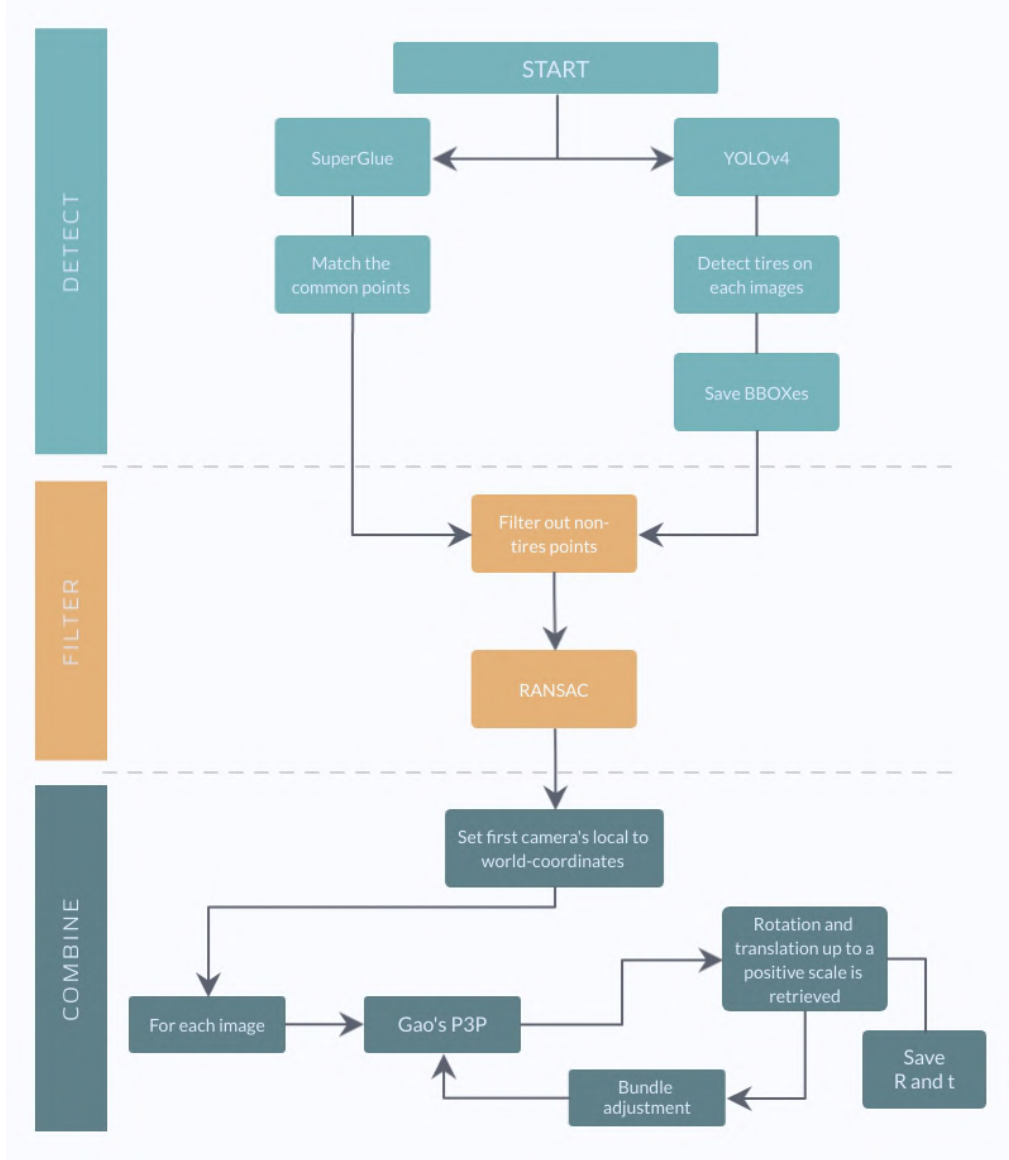 DETECT
START
SuperGlue
YOLOv4
Match the
common points
Detect tires on
each images
Save BBOXes
FILTER
Filter out non-
tires points
RANSAC
COMBINE
Set first camera's local to
world-coordinates
For each image
Gao's P3P
Rotation and
translation up to a
positive scale is
retrieved
Bundle
adjustment
Save
R and t